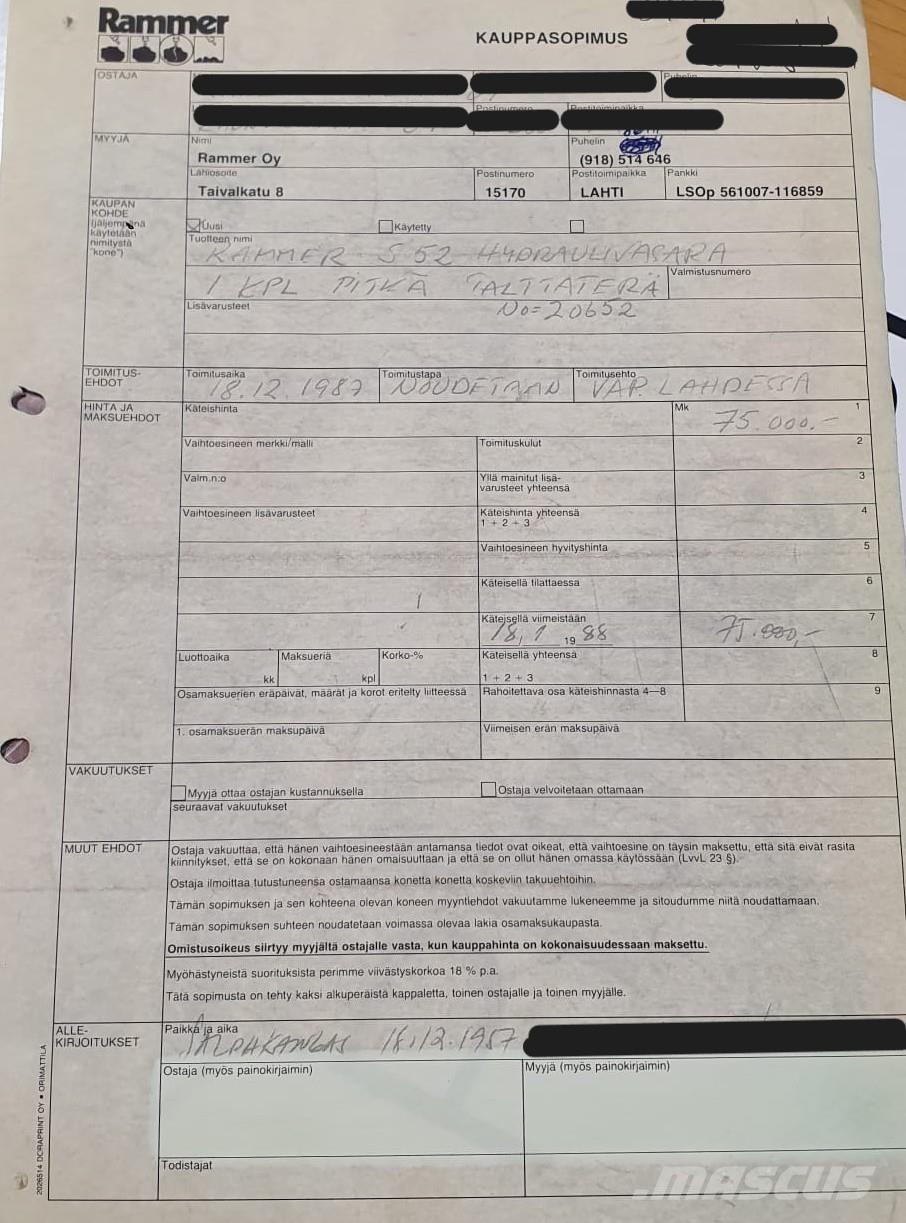 Rammer
KAUPPASOPIMUS
OSTAJA
Puhelin
Postinumero
Postitoimipaikka
MYYJÄ
Nimi
Puhelin
Rammer Oy
(918) 514 646
Lähiosoite
Postinumero
Postitoimipaikka
Pankki
Taivalkatu 8
15170
LAHTI
LSOp 561007-116859
KAUPAN
KOHDE
(jäljempänä
käytetään
nimitystä
"kone")
Uusi
Käytetty
Tuotteen nimi
RAMMER S 52 HYDRAULIVASARA
Valmistusnumero
1 KPL PITKÄ TALTTATERÄ
Lisävarusteet
No=20652
TOIMITUS-
EHDOT
Toimitusaika
Toimitustapa
Toimitusehto
18.12.1987
NOUDETAAN
VAP. LAHDESSA
HINTA JA
MAKSUEHDOT
Käteishinta
Mk
1
75.000,-
Vaihtoesineen merkki/malli
Toimituskulut
2
Valm.n:o
Yllä mainitut lisä-
varusteet yhteensä
3
Vaihtoesineen lisävarusteet
Käteishinta yhteensä
1 + 2 + 3
4
Vaihtoesineen hyvityshinta
5
Käteisellä tilattaessa
6
Käteisellä viimeistään
7
18,1 1988
75.000,-
Luottoaika
kk
Maksueriä
kpl
Korko-%
Käteisellä yhteensä
1 + 2 + 3
8
Osamaksuerien eräpäivät, määrät ja korot eritelty liitteessä
Rahoitettava osa käteishinnasta 4—8
9
1. osamaksuerän maksupäivä
Viimeisen erän maksupäivä
VAKUUTUKSET
Myyjä ottaa ostajan kustannuksella
seuraavat vakuutukset
Ostaja velvoitetaan ottamaan
MUUT EHDOT
Ostaja vakuuttaa, että hänen vaihtoesineestään antamansa tiedot ovat oikeat, että vaihtoesine on täysin maksettu, että sitä eivät rasita
kiinnitykset, että se on kokonaan hänen omaisuuttaan ja että se on ollut hänen omassa käytössään (LvvL 23 §).
Ostaja ilmoittaa tutustuneensa ostamaansa konetta konetta koskeviin takuuehtoihin.
Tämän sopimuksen ja sen kohteena olevan koneen myyntiehdot vakuutamme lukeneemme ja sitoudumme niitä noudattamaan.
Tämän sopimuksen suhteen noudatetaan voimassa olevaa lakia osamaksukaupasta.
Omistusoikeus siirtyy myyjältä ostajalle vasta, kun kauppahinta on kokonaisuudessaan maksettu.
Myöhästyneistä suorituksista perimme viivästyskorkoa 18 % p.a.
Tätä sopimusta on tehty kaksi alkuperäistä kappaletta, toinen ostajalle ja toinen myyjälle.
ALLE-
KIRJOITUKSET
Paikka ja aika
JALPAKANGAS 16.12.1987
Ostaja (myös painokirjaimin)
Myyjä (myös painokirjaimin)
Todistajat
2026514 DORAPRINT OY ● ORIMATTILA
MASCUS